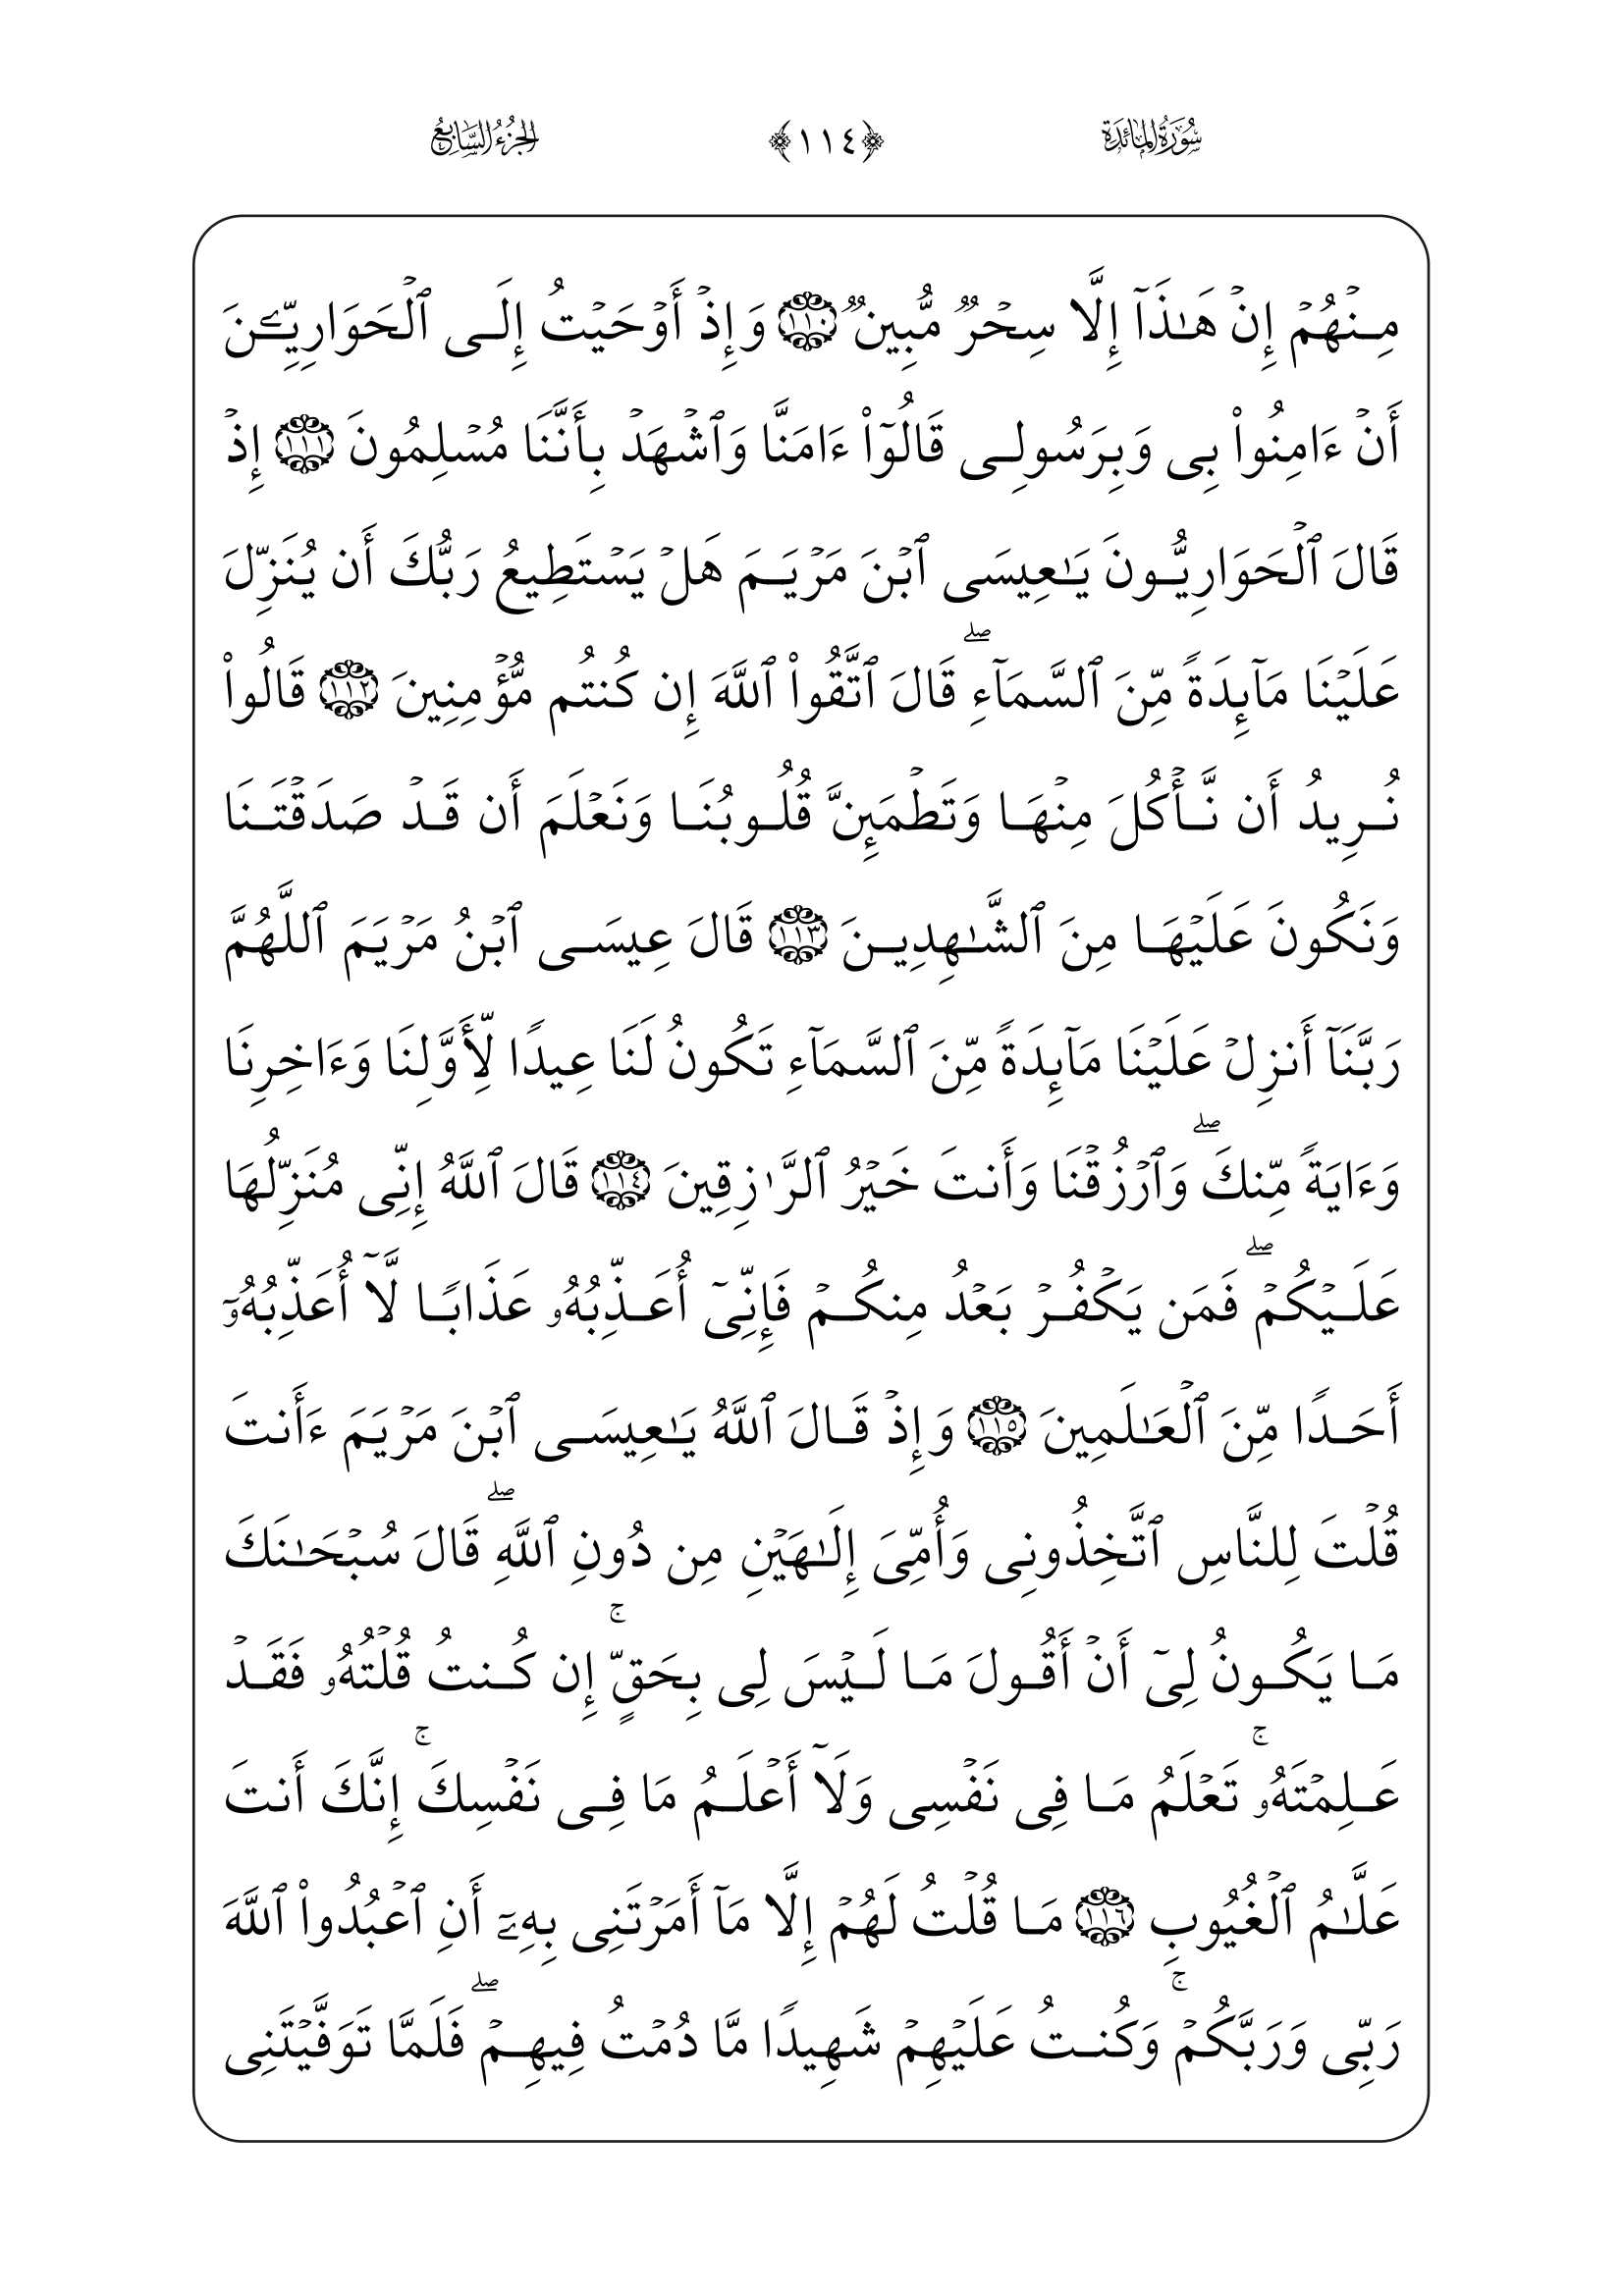 سُورَةُ المَائدَة ﴿١١٤﴾ الجُزْءُ السَّابِعُ
مِنۡهُمۡ إِنۡ هَٰذَآ إِلَّا سِحۡرٞ مُّبِينٞ ١١٠ وَإِذۡ أَوۡحَيۡتُ إِلَى ٱلۡحَوَارِيِّـۧنَ
أَنۡ ءَامِنُواْ بِي وَبِرَسُولِي قَالُوٓاْ ءَامَنَّا وَٱشۡهَدۡ بِأَنَّنَا مُسۡلِمُونَ ١١١ إِذۡ
قَالَ ٱلۡحَوَارِيُّونَ يَٰعِيسَى ٱبۡنَ مَرۡيَمَ هَلۡ يَسۡتَطِيعُ رَبُّكَ أَن يُنَزِّلَ
عَلَيۡنَا مَآئِدَةٗ مِّنَ ٱلسَّمَآءِۖ قَالَ ٱتَّقُواْ ٱللَّهَ إِن كُنتُم مُّؤۡمِنِينَ ١١٢ قَالُواْ
نُرِيدُ أَن نَّأۡكُلَ مِنۡهَا وَتَطۡمَئِنَّ قُلُوبُنَا وَنَعۡلَمَ أَن قَدۡ صَدَقۡتَنَا
وَنَكُونَ عَلَيۡهَا مِنَ ٱلشَّٰهِدِينَ ١١٣ قَالَ عِيسَى ٱبۡنُ مَرۡيَمَ ٱللَّهُمَّ
رَبَّنَآ أَنزِلۡ عَلَيۡنَا مَآئِدَةٗ مِّنَ ٱلسَّمَآءِ تَكُونُ لَنَا عِيدٗا لِّأَوَّلِنَا وَءَاخِرِنَا
وَءَايَةٗ مِّنكَۖ وَٱرۡزُقۡنَا وَأَنتَ خَيۡرُ ٱلرَّٰزِقِينَ ١١٤ قَالَ ٱللَّهُ إِنِّي مُنَزِّلُهَا
عَلَيۡكُمۡۖ فَمَن يَكۡفُرۡ بَعۡدُ مِنكُمۡ فَإِنِّيٓ أُعَذِّبُهُۥ عَذَابٗا لَّآ أُعَذِّبُهُۥٓ
أَحَدٗا مِّنَ ٱلۡعَٰلَمِينَ ١١٥ وَإِذۡ قَالَ ٱللَّهُ يَٰعِيسَى ٱبۡنَ مَرۡيَمَ ءَأَنتَ
قُلۡتَ لِلنَّاسِ ٱتَّخِذُونِي وَأُمِّيَ إِلَٰهَيۡنِ مِن دُونِ ٱللَّهِۖ قَالَ سُبۡحَٰنَكَ
مَا يَكُونُ لِيٓ أَنۡ أَقُولَ مَا لَيۡسَ لِي بِحَقٍّۚ إِن كُنتُ قُلۡتُهُۥ فَقَدۡ
عَلِمۡتَهُۥۚ تَعۡلَمُ مَا فِي نَفۡسِي وَلَآ أَعۡلَمُ مَا فِي نَفۡسِكَۚ إِنَّكَ أَنتَ
عَلَّٰمُ ٱلۡغُيُوبِ ١١٦ مَا قُلۡتُ لَهُمۡ إِلَّا مَآ أَمَرۡتَنِي بِهِۦٓ أَنِ ٱعۡبُدُواْ ٱللَّهَ
رَبِّي وَرَبَّكُمۡۚ وَكُنتُ عَلَيۡهِمۡ شَهِيدٗا مَّا دُمۡتُ فِيهِمۡۖ فَلَمَّا تَوَفَّيۡتَنِي